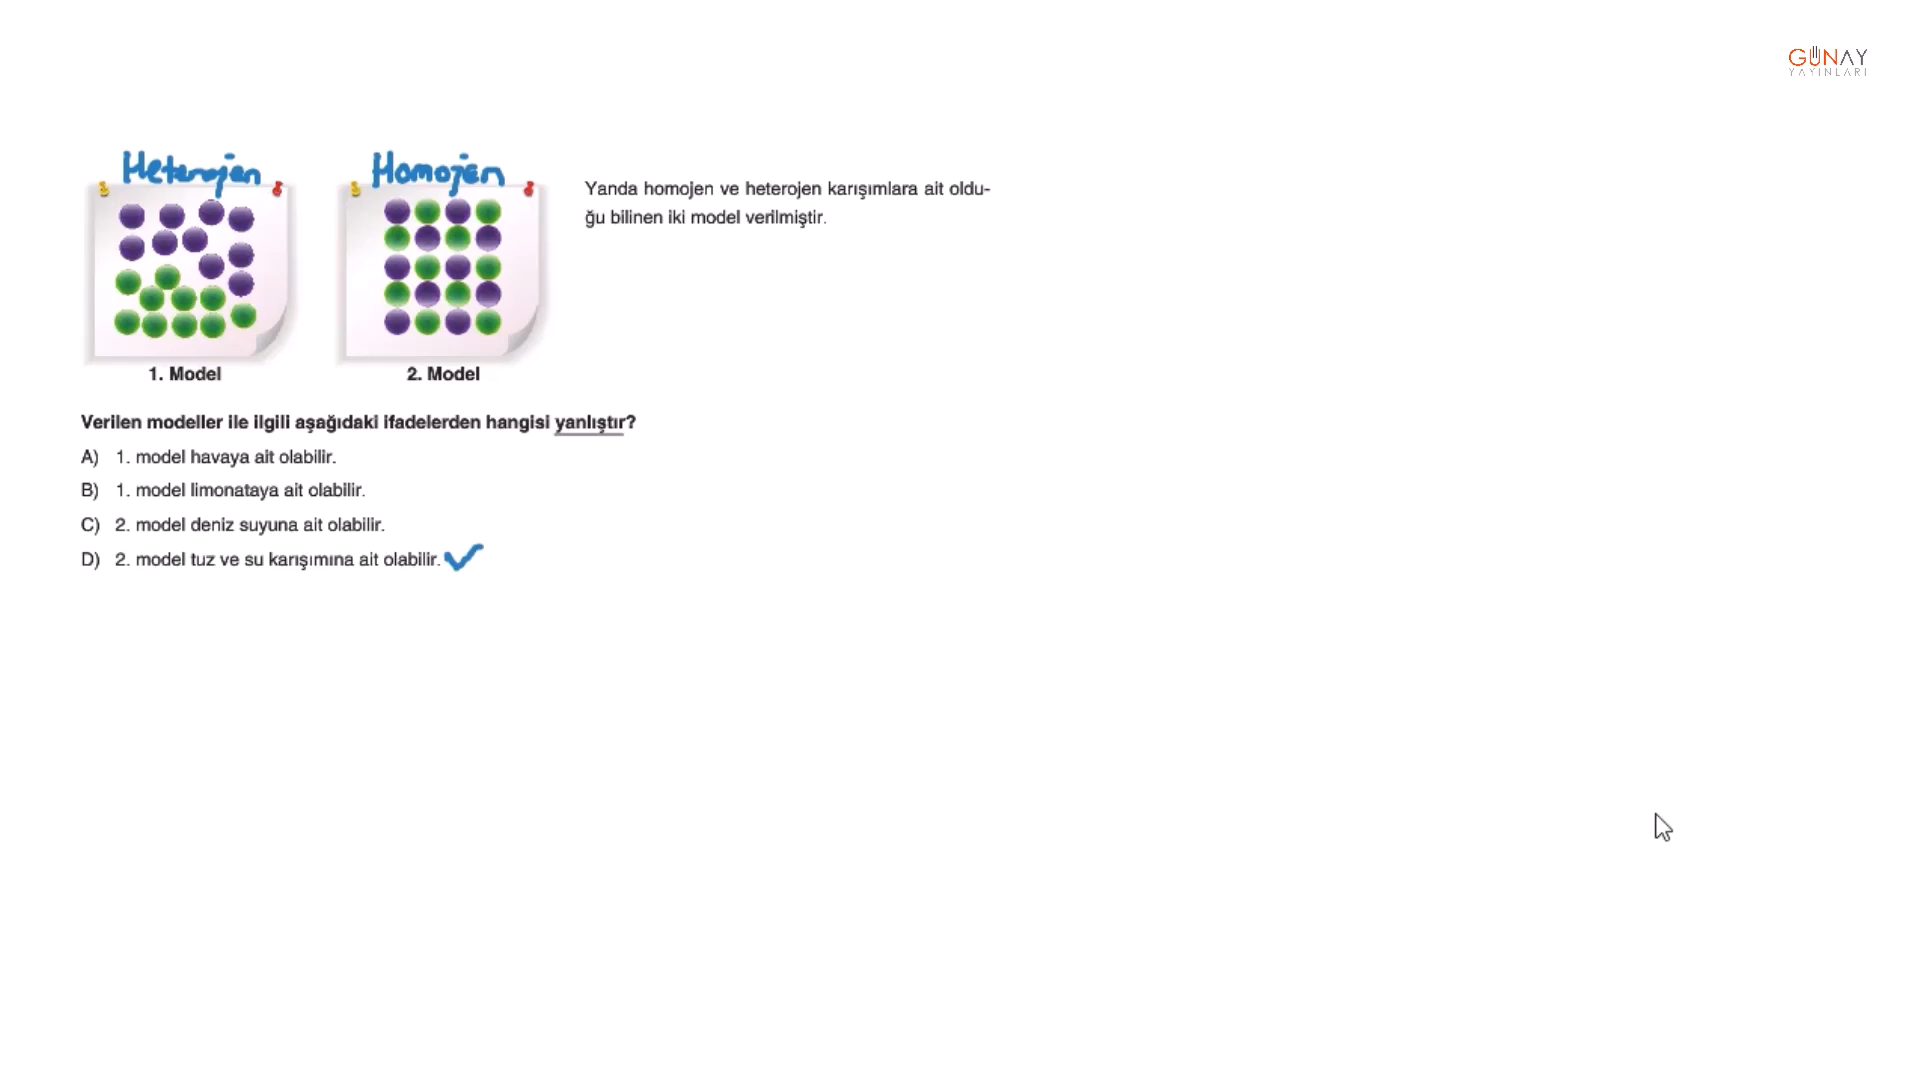 GÜNAY
YAYINLARI
Heterojen
Homojen
Yanda homojen ve heterojen karışımlara ait oldu-
ğu bilinen iki model verilmiştir.
1. Model
2. Model
Verilen modeller ile ilgili aşağıdaki ifadelerden hangisi yanlıştır?
A) 1. model havaya ait olabilir.
B) 1. model limonataya ait olabilir.
C) 2. model deniz suyuna ait olabilir.
D) 2. model tuz ve su karışımına ait olabilir.